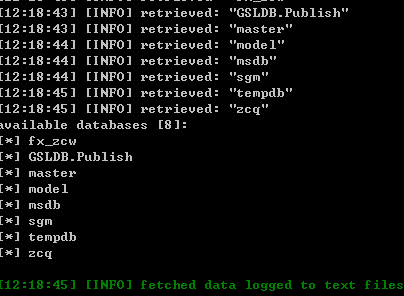 [12:18:43] [INFO] retrieved: "GSLDB.Publish"
[12:18:43] [INFO] retrieved: "master"
[12:18:44] [INFO] retrieved: "model"
[12:18:44] [INFO] retrieved: "msdb"
[12:18:44] [INFO] retrieved: "sgm"
[12:18:45] [INFO] retrieved: "tempdb"
[12:18:45] [INFO] retrieved: "zcq"
available databases [8]:
[*] fx_zcw
[*] GSLDB.Publish
[*] master
[*] model
[*] msdb
[*] sgm
[*] tempdb
[*] zcq
[12:18:45] [INFO] fetched data logged to text files